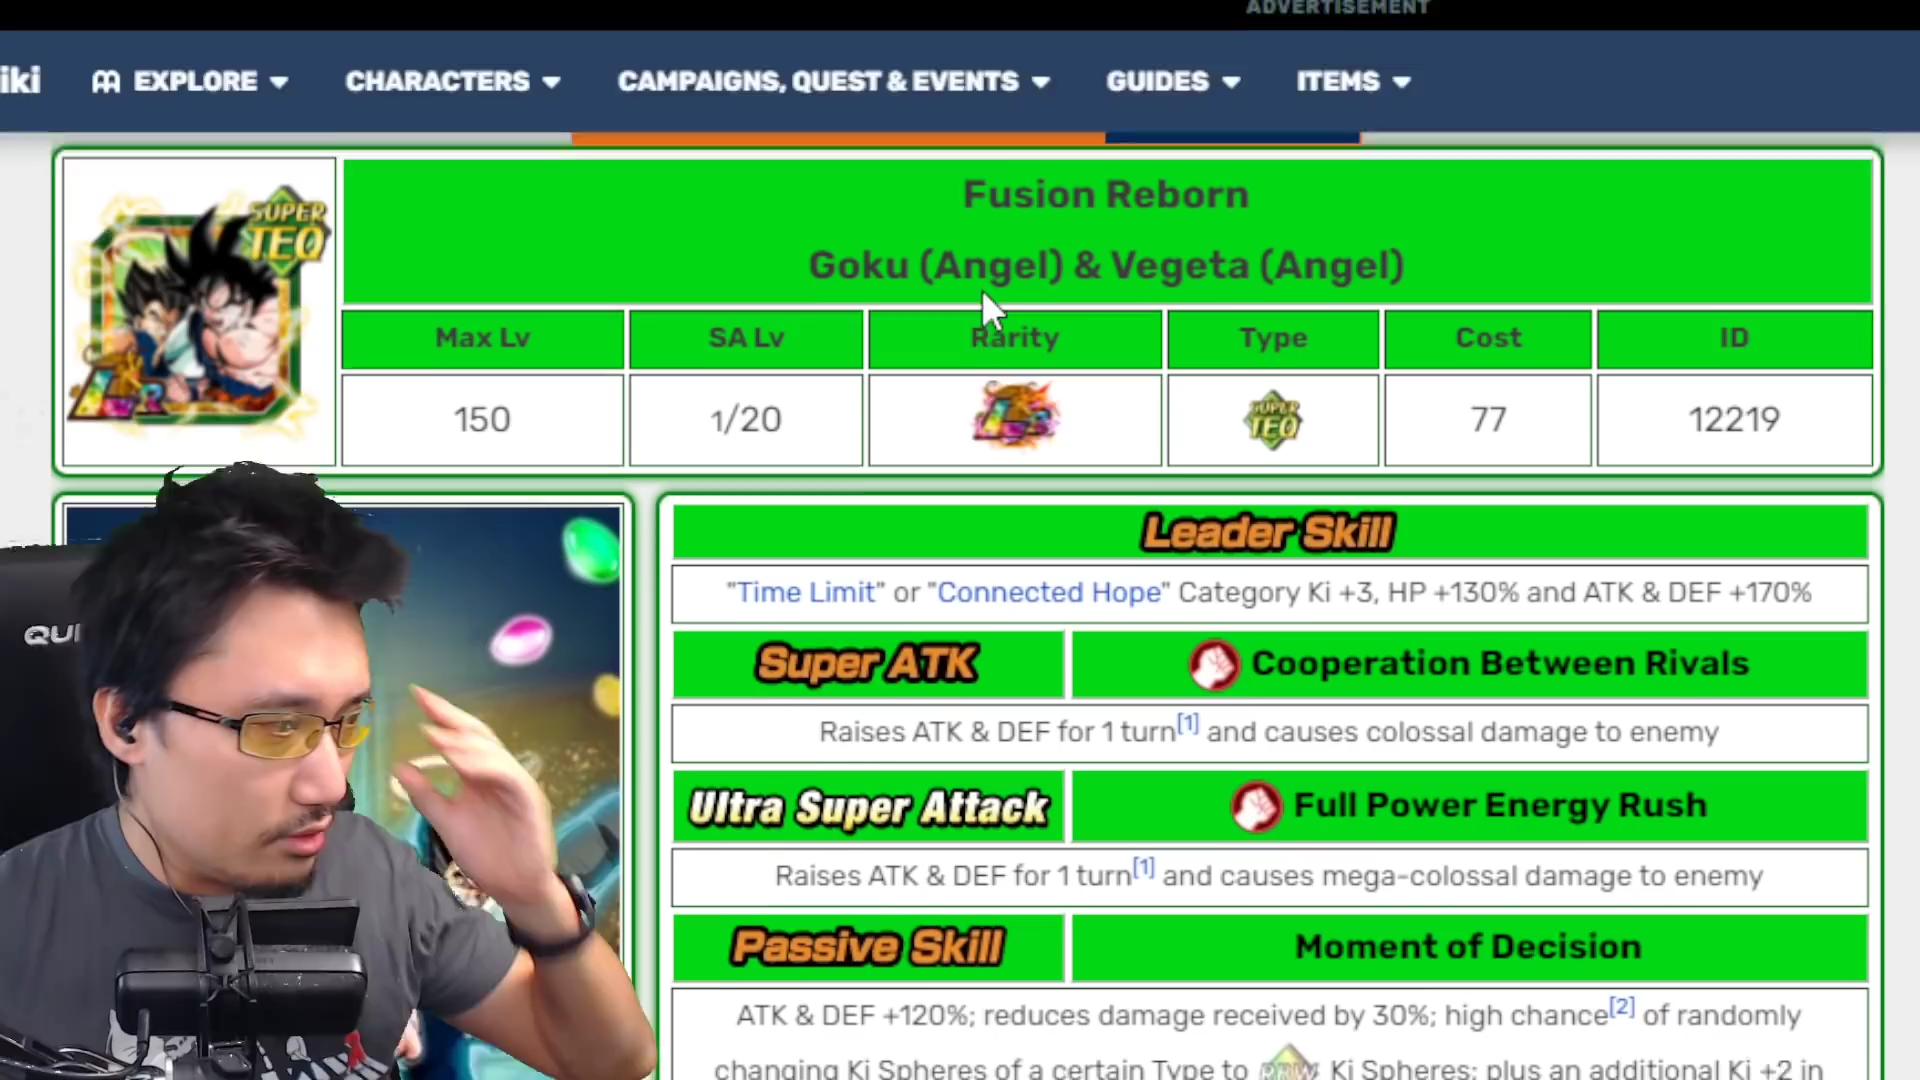 ADVERTISEMENT
iki EXPLORE CHARACTERS CAMPAIGNS, QUEST & EVENTS GUIDES ITEMS
SUPER TEQ
LR
Fusion Reborn
Goku (Angel) & Vegeta (Angel)
Max Lv SA Lv Rarity Type Cost ID
150 1/20 LR SUPER TEQ 77 12219
Leader Skill
"Time Limit" or "Connected Hope" Category Ki +3, HP +130% and ATK & DEF +170%
Super ATK Cooperation Between Rivals
Raises ATK & DEF for 1 turn[1] and causes colossal damage to enemy
Ultra Super Attack Full Power Energy Rush
Raises ATK & DEF for 1 turn[1] and causes mega-colossal damage to enemy
Passive Skill Moment of Decision
ATK & DEF +120%; reduces damage received by 30%; high chance[2] of randomly
changing Ki Spheres of a certain Type to RBW Ki Spheres; plus an additional Ki +2 in
QU